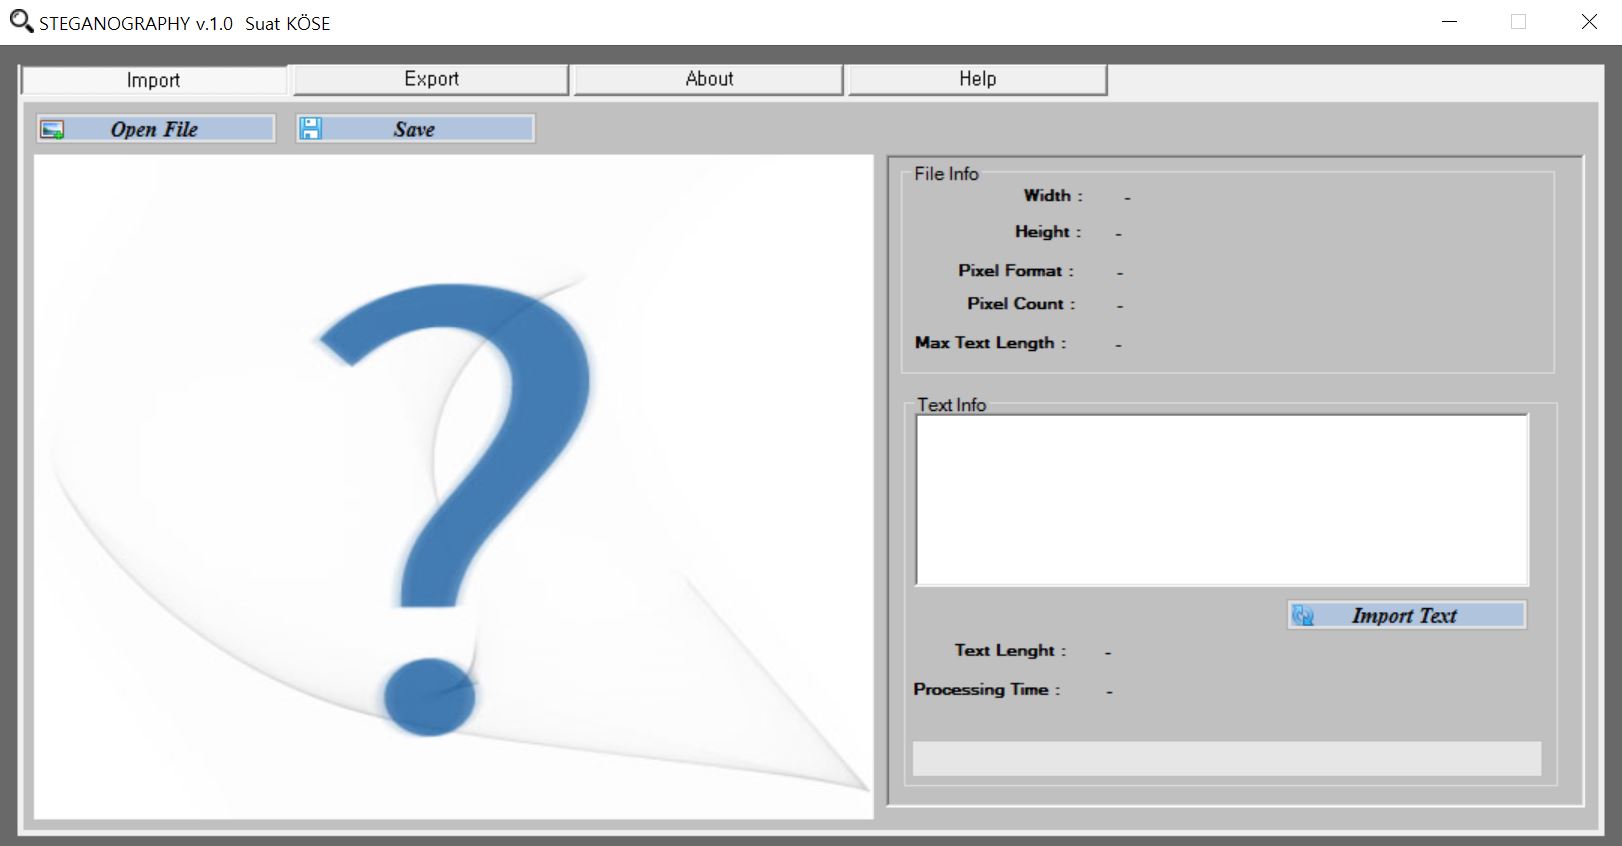 STEGANOGRAPHY v.1.0 Suat KÖSE
Import Export About Help
Open File Save
File Info
Width : -
Height : -
Pixel Format : -
Pixel Count : -
Max Text Length : -
Text Info
Import Text
Text Lenght : -
Processing Time : -